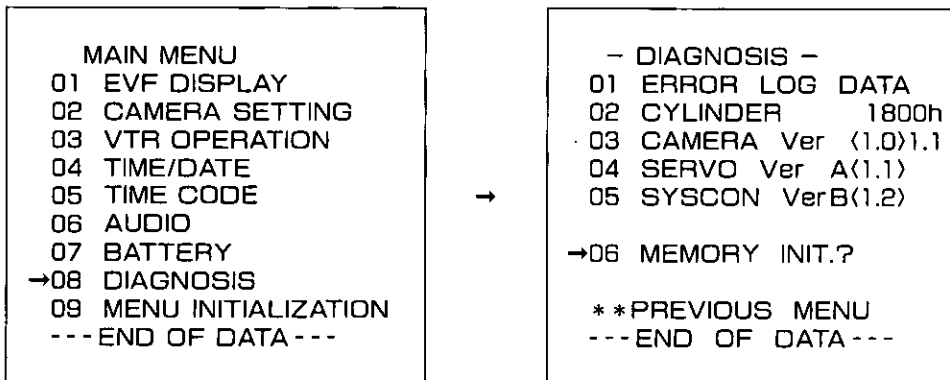 MAIN MENU
01 EVF DISPLAY
02 CAMERA SETTING
03 VTR OPERATION
04 TIME/DATE
05 TIME CODE
06 AUDIO
07 BATTERY
→08 DIAGNOSIS
09 MENU INITIALIZATION
---END OF DATA---
→
– DIAGNOSIS –
01 ERROR LOG DATA
02 CYLINDER 1800h
03 CAMERA Ver ⟨1.0⟩1.1
04 SERVO Ver A⟨1.1⟩
05 SYSCON VerB⟨1.2⟩
→06 MEMORY INIT.?
**PREVIOUS MENU
---END OF DATA---